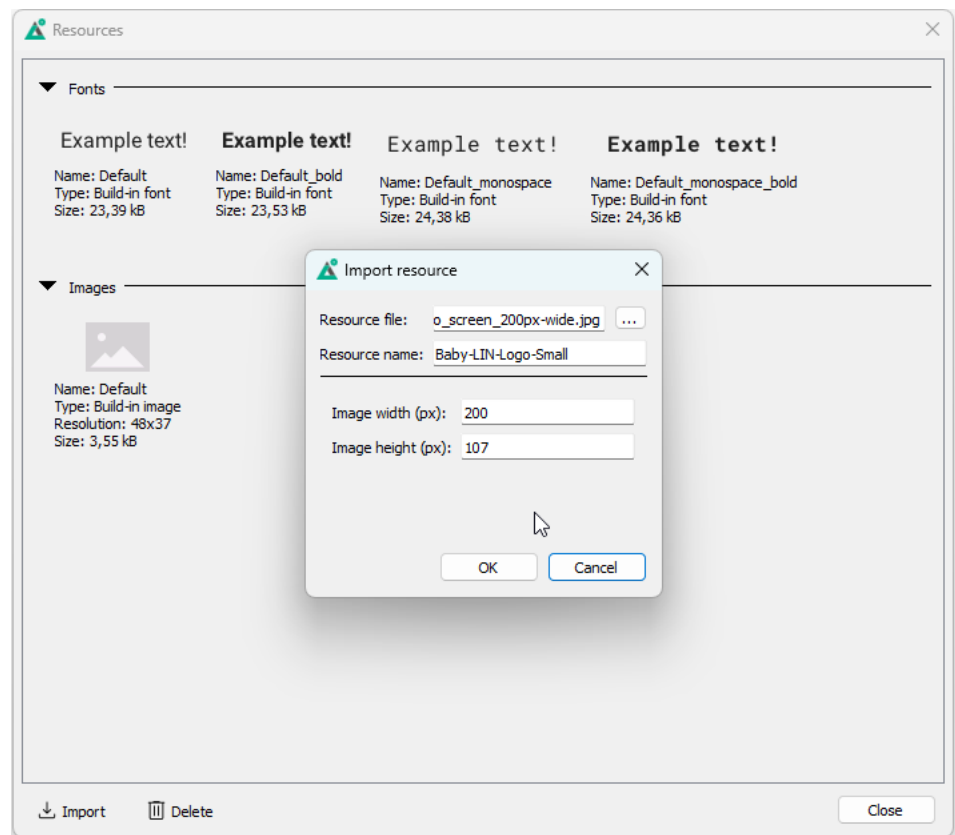 Resources
Fonts
Example text!
Name: Default
Type: Build-in font
Size: 23,39 kB
Example text!
Name: Default_bold
Type: Build-in font
Size: 23,53 kB
Example text!
Name: Default_monospace
Type: Build-in font
Size: 24,38 kB
Example text!
Name: Default_monospace_bold
Type: Build-in font
Size: 24,36 kB
Images
Name: Default
Type: Build-in image
Resolution: 48x37
Size: 3,55 kB
Import resource
Resource file: o_screen_200px-wide.jpg ...
Resource name: Baby-LIN-Logo-Small
Image width (px): 200
Image height (px): 107
OK Cancel
Import Delete Close